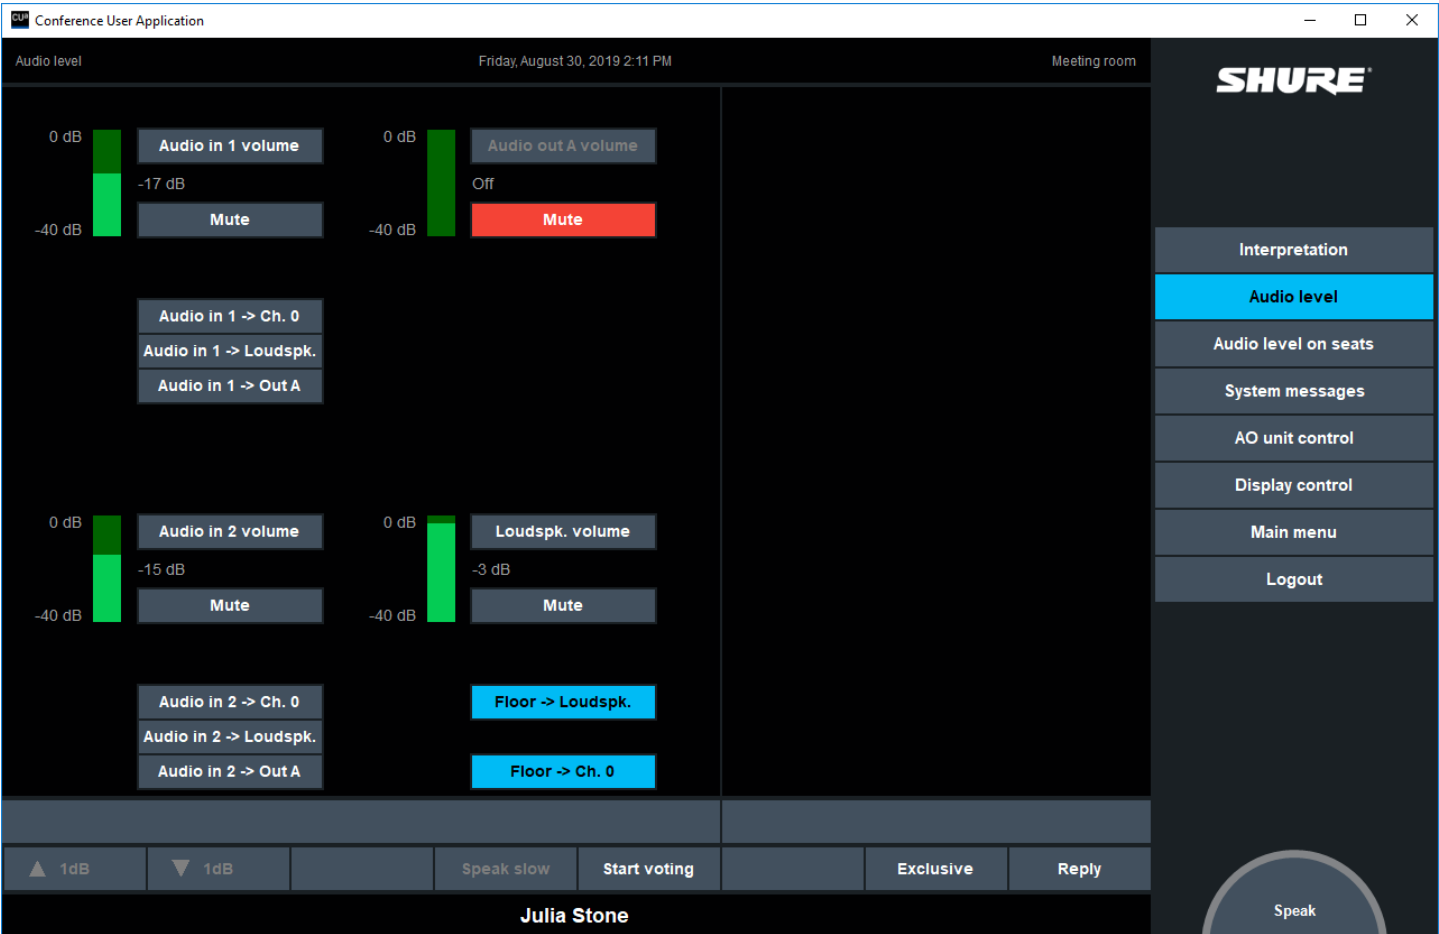 CUa Conference User Application
Audio level
Friday, August 30, 2019 2:11 PM
Meeting room
SHURE
0 dB
Audio in 1 volume
-17 dB
Mute
-40 dB
0 dB
Audio out A volume
Off
Mute
-40 dB
Audio in 1 -> Ch. 0
Audio in 1 -> Loudspk.
Audio in 1 -> Out A
0 dB
Audio in 2 volume
-15 dB
Mute
-40 dB
0 dB
Loudspk. volume
-3 dB
Mute
-40 dB
Audio in 2 -> Ch. 0
Audio in 2 -> Loudspk.
Audio in 2 -> Out A
Floor -> Loudspk.
Floor -> Ch. 0
Interpretation
Audio level
Audio level on seats
System messages
AO unit control
Display control
Main menu
Logout
▲ 1dB
▼ 1dB
Speak slow
Start voting
Exclusive
Reply
Julia Stone
Speak